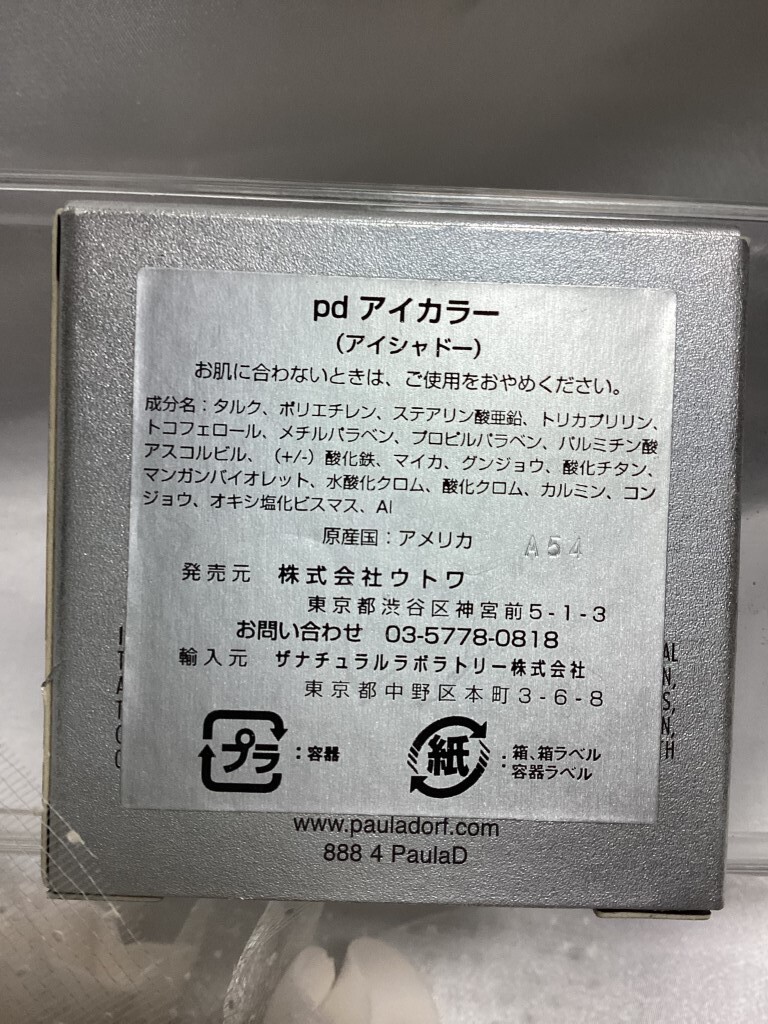 pd アイカラー
(アイシャドー)
お肌に合わないときは、ご使用をおやめください。
成分名：タルク、ポリエチレン、ステアリン酸亜鉛、トリカプリリン、
トコフェロール、メチルパラベン、プロピルパラベン、パルミチン酸
アスコルビル、(+/-) 酸化鉄、マイカ、グンジョウ、酸化チタン、
マンガンバイオレット、水酸化クロム、酸化クロム、カルミン、コン
ジョウ、オキシ塩化ビスマス、Al
原産国：アメリカ A54
発売元 株式会社ウトワ
東京都渋谷区神宮前5-1-3
お問い合わせ 03-5778-0818
輸入元 ザナチュラルラボラトリー株式会社
東京都中野区本町3-6-8
プラ：容器
紙：箱、箱ラベル
容器ラベル
www.pauladorf.com
888 4 PaulaD